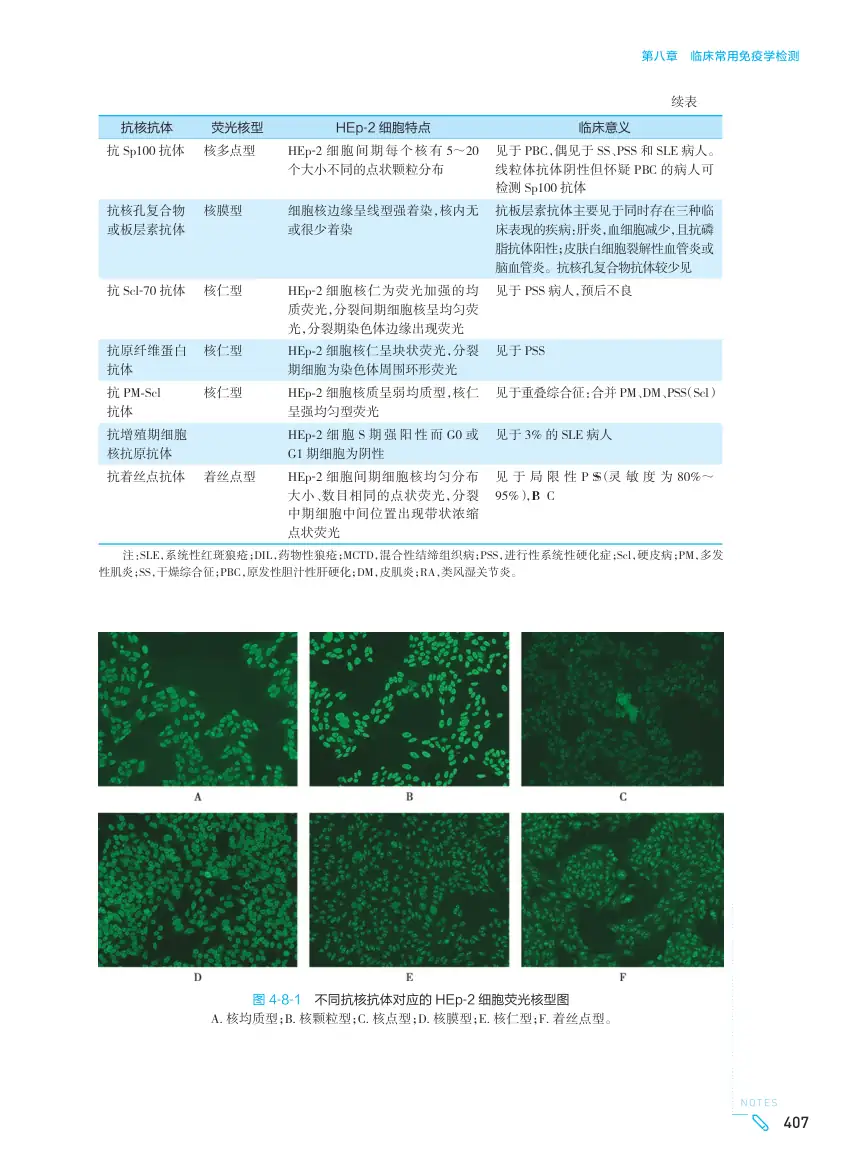 第八章 临床常用免疫学检测
续表
抗核抗体 荧光核型 HEp-2 细胞特点 临床意义
抗 Sp100 抗体 核多点型 HEp-2 细胞间期每个核有 5～20 见于 PBC,偶见于 SS、PSS 和 SLE 病人。
个大小不同的点状颗粒分布 线粒体抗体阴性但怀疑 PBC 的病人可
检测 Sp100 抗体
抗核孔复合物 核膜型 细胞核边缘呈线型强着染,核内无 抗板层素抗体主要见于同时存在三种临
或板层素抗体 或很少着染 床表现的疾病:肝炎,血细胞减少,且抗磷
脂抗体阳性;皮肤白细胞裂解性血管炎或
脑血管炎。抗核孔复合物抗体较少见
抗 Scl-70 抗体 核仁型 HEp-2 细胞核仁为荧光加强的均 见于 PSS 病人,预后不良
质荧光,分裂间期细胞核呈均匀荧
光,分裂期染色体边缘出现荧光
抗原纤维蛋白 核仁型 HEp-2 细胞核仁呈块状荧光,分裂 见于 PSS
抗体 期细胞为染色体周围环形荧光
抗 PM-Scl 核仁型 HEp-2 细胞核质呈弱均质型,核仁 见于重叠综合征:合并 PM、DM、PSS(Scl)
抗体 呈强均匀型荧光
抗增殖期细胞 HEp-2 细胞 S 期强阳性而 G0 或 见于 3% 的 SLE 病人
核抗原抗体 G1 期细胞为阴性
抗着丝点抗体 着丝点型 HEp-2 细胞间期细胞核均匀分布 见于局限性 PSS(灵敏度为 80%～
大小、数目相同的点状荧光,分裂 95%),B C
中期细胞中间位置出现带状浓缩
点状荧光
注:SLE,系统性红斑狼疮;DIL,药物性狼疮;MCTD,混合性结缔组织病;PSS,进行性系统性硬化症;Scl,硬皮病;PM,多发
性肌炎;SS,干燥综合征;PBC,原发性胆汁性肝硬化;DM,皮肌炎;RA,类风湿关节炎。
A B C
D E F
图 4-8-1 不同抗核抗体对应的 HEp-2 细胞荧光核型图
A. 核均质型;B. 核颗粒型;C. 核点型;D. 核膜型;E. 核仁型;F. 着丝点型。
NOTES
407